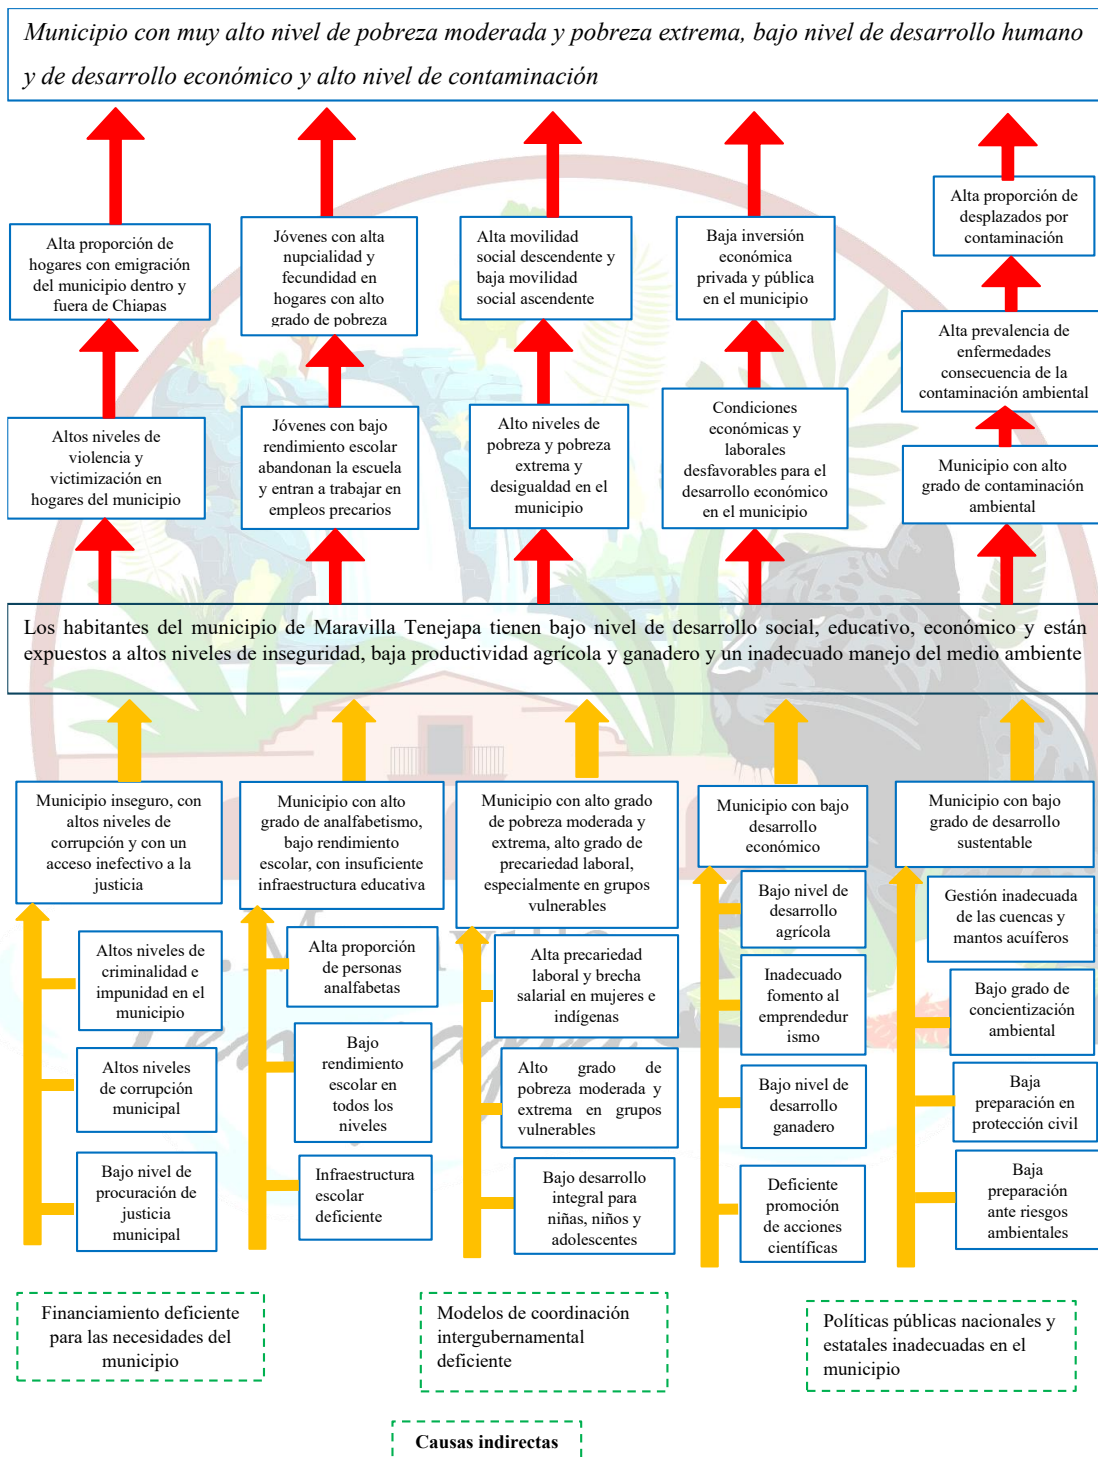 Municipio con muy alto nivel de pobreza moderada y pobreza extrema, bajo nivel de desarrollo humano
y de desarrollo económico y alto nivel de contaminación
Alta proporción de
hogares con emigración
del municipio dentro y
fuera de Chiapas
Jóvenes con alta
nupcialidad y
fecundidad en
hogares con alto
grado de pobreza
Alta movilidad
social descendente y
baja movilidad
social ascendente
Baja inversión
económica
privada y pública
en el municipio
Alta proporción de
desplazados por
contaminación
Alta prevalencia de
enfermedades
consecuencia de la
contaminación ambiental
Altos niveles de
violencia y
victimización en
hogares del municipio
Jóvenes con bajo
rendimiento escolar
abandonan la escuela
y entran a trabajar en
empleos precarios
Alto niveles de
pobreza y pobreza
extrema y
desigualdad en el
municipio
Condiciones
económicas y
laborales
desfavorables para el
desarrollo económico
en el municipio
Municipio con alto
grado de contaminación
ambiental
Los habitantes del municipio de Maravilla Tenejapa tienen bajo nivel de desarrollo social, educativo, económico y están
expuestos a altos niveles de inseguridad, baja productividad agrícola y ganadero y un inadecuado manejo del medio ambiente
Municipio inseguro, con
altos niveles de
corrupción y con un
acceso inefectivo a la
justicia
Altos niveles de
criminalidad e
impunidad en el
municipio
Altos niveles
de corrupción
municipal
Bajo nivel de
procuración de
justicia
municipal
Municipio con alto
grado de analfabetismo,
bajo rendimiento
escolar, con insuficiente
infraestructura educativa
Alta proporción
de personas
analfabetas
Bajo
rendimiento
escolar en
todos los
niveles
Infraestructura
escolar
deficiente
Municipio con alto grado
de pobreza moderada y
extrema, alto grado de
precariedad laboral,
especialmente en grupos
vulnerables
Alta precariedad
laboral y brecha
salarial en mujeres e
indígenas
Alto grado de
pobreza moderada y
extrema en grupos
vulnerables
Bajo desarrollo
integral para
niñas, niños y
adolescentes
Municipio con bajo
desarrollo
económico
Bajo nivel de
desarrollo
agrícola
Inadecuado
fomento al
emprendedur
ismo
Bajo nivel de
desarrollo
ganadero
Deficiente
promoción
de acciones
científicas
Municipio con bajo
grado de desarrollo
sustentable
Gestión inadecuada
de las cuencas y
mantos acuíferos
Bajo grado de
concientización
ambiental
Baja
preparación en
protección civil
Baja
preparación
ante riesgos
ambientales
Financiamiento deficiente
para las necesidades del
municipio
Modelos de coordinación
intergubernamental
deficiente
Políticas públicas nacionales y
estatales inadecuadas en el
municipio
Causas indirectas